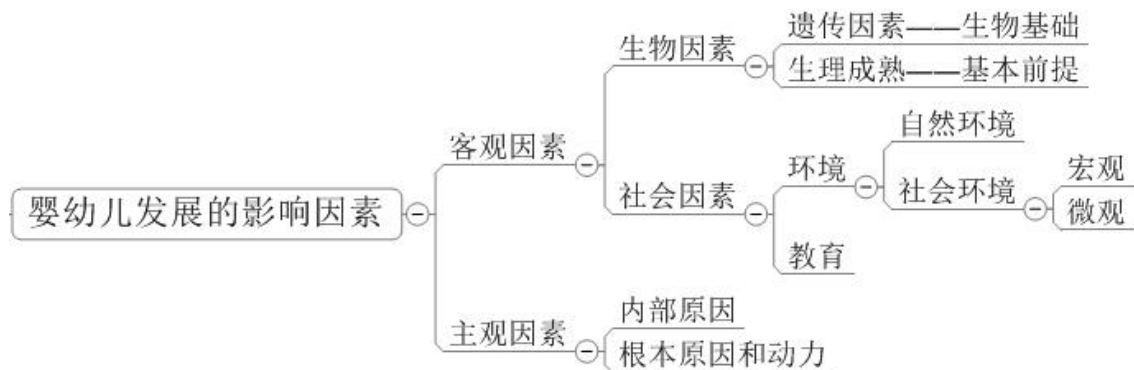 婴幼儿发展的影响因素
客观因素
生物因素
遗传因素——生物基础
生理成熟——基本前提
社会因素
环境
自然环境
社会环境
宏观
微观
教育
主观因素
内部原因
根本原因和动力